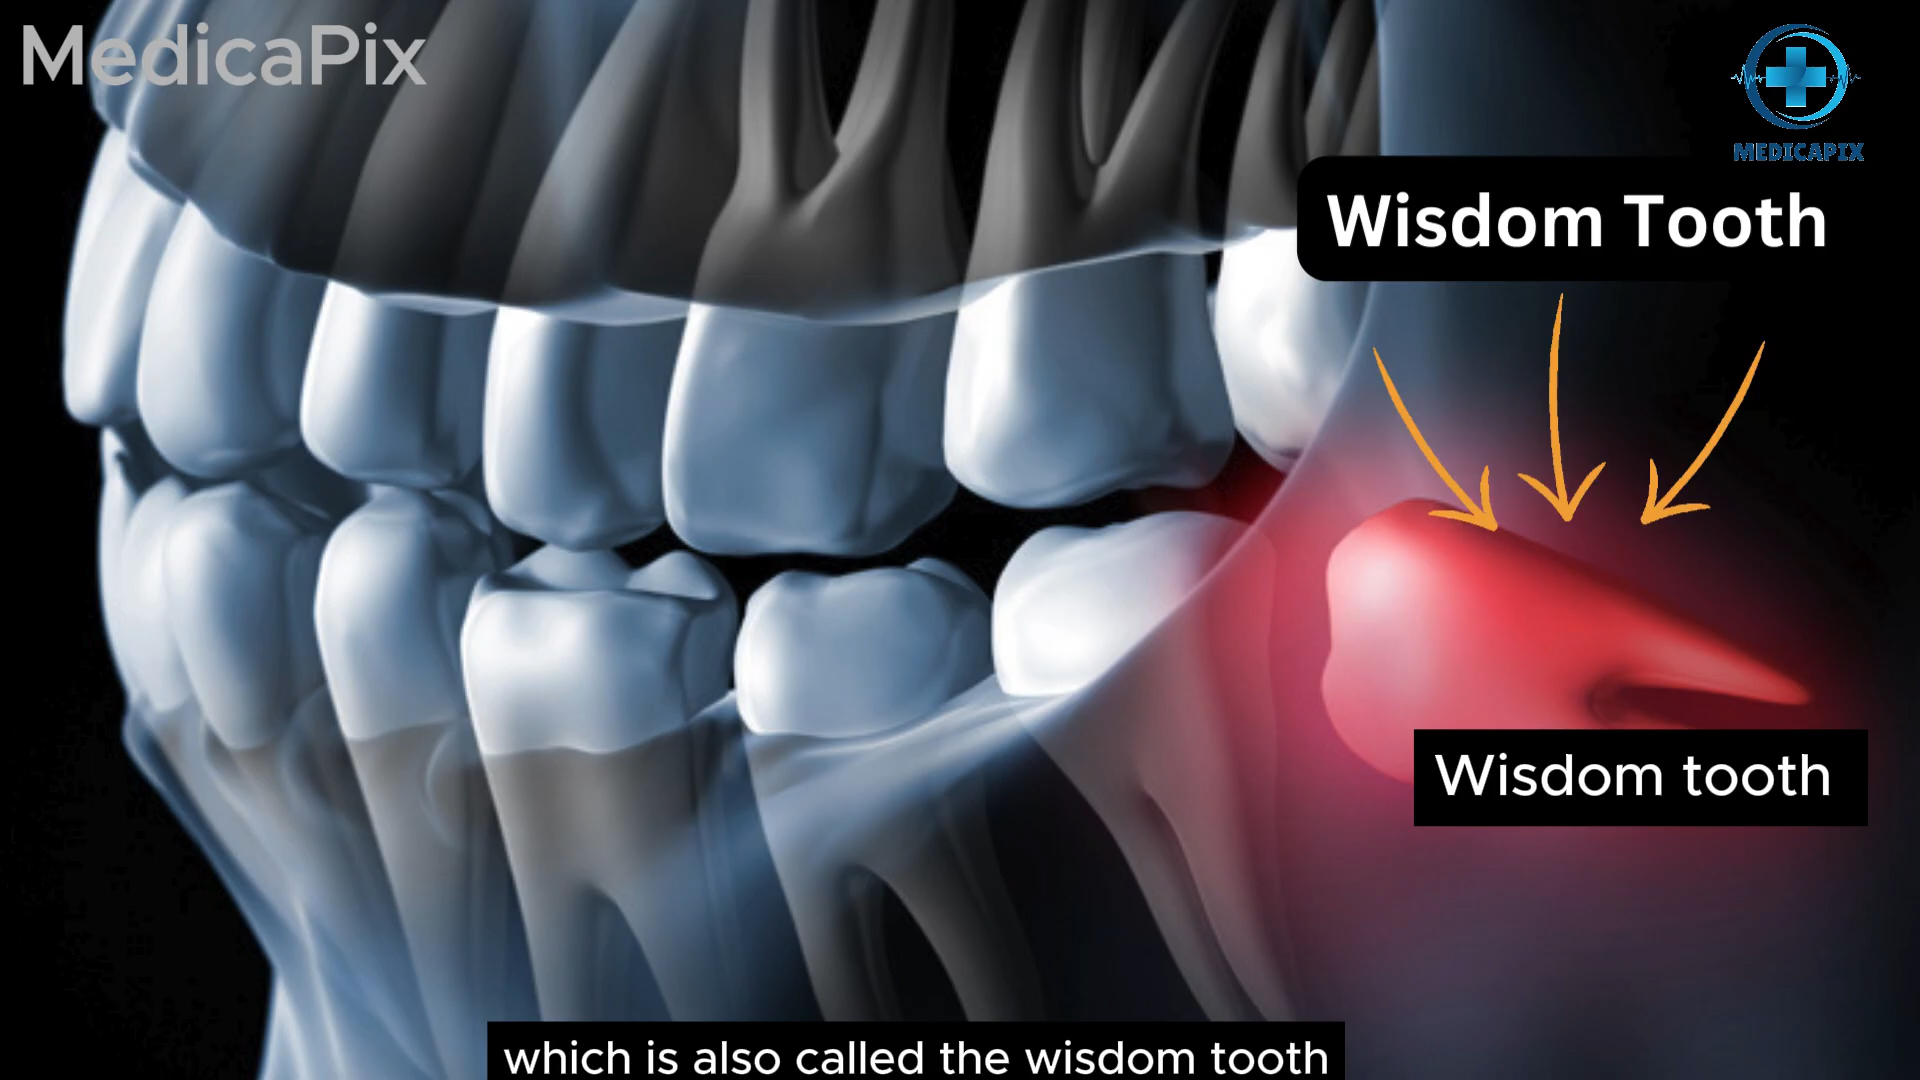 MedicaPix
MEDICAPIX
Wisdom Tooth
Wisdom tooth
which is also called the wisdom tooth